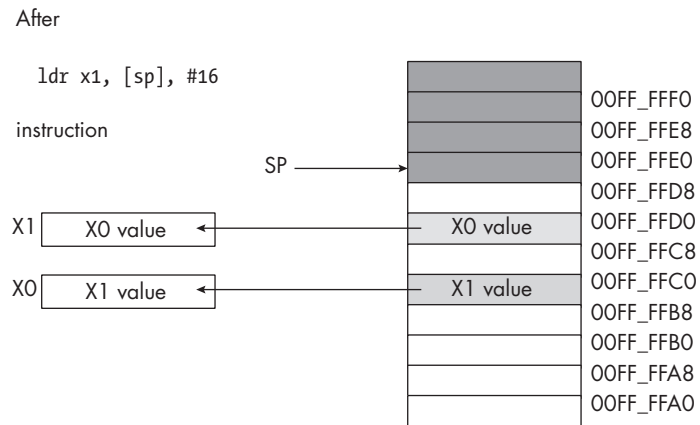 After
ldr x1, [sp], #16
instruction
SP
X1
X0 value
X0 value
X0
X1 value
X1 value
00FF_FFF0
00FF_FFE8
00FF_FFE0
00FF_FFD8
00FF_FFD0
00FF_FFC8
00FF_FFC0
00FF_FFB8
00FF_FFB0
00FF_FFA8
00FF_FFA0